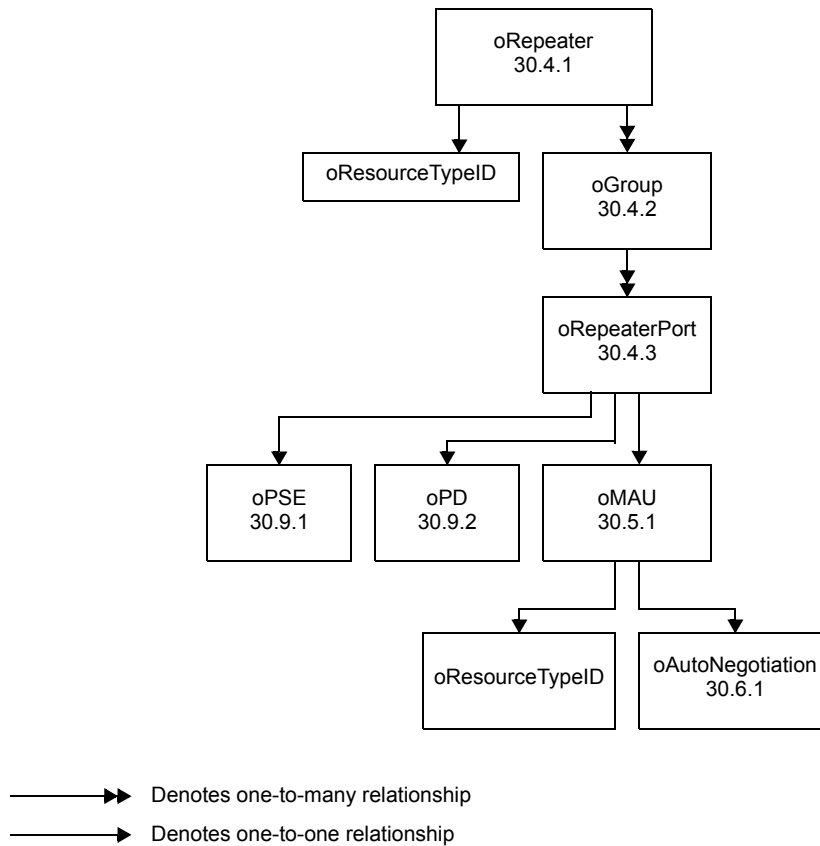 oRepeater
30.4.1
oResourceTypeID
oGroup
30.4.2
oRepeaterPort
30.4.3
oPSE
30.9.1
oPD
30.9.2
oMAU
30.5.1
oResourceTypeID
oAutoNegotiation
30.6.1
Denotes one-to-many relationship
Denotes one-to-one relationship